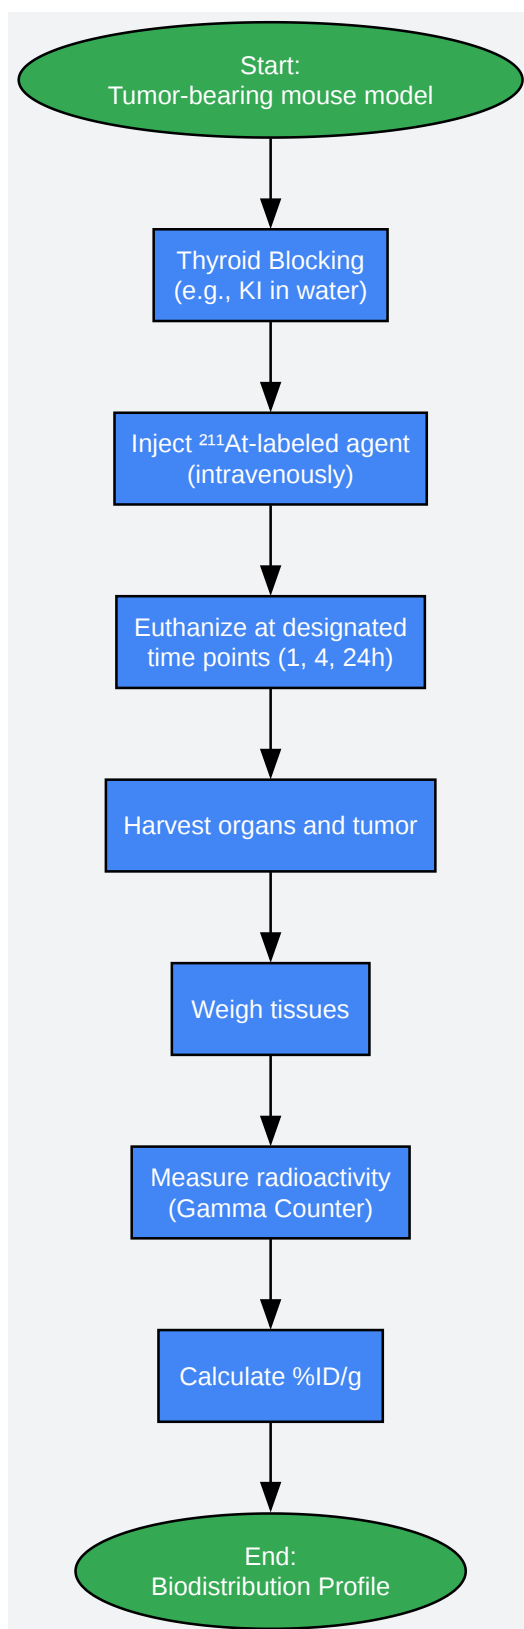 Start:
Tumor-bearing mouse model
Thyroid Blocking
(e.g., KI in water)
Inject ²¹¹At-labeled agent
(intravenously)
Euthanize at designated
time points (1, 4, 24h)
Harvest organs and tumor
Weigh tissues
Measure radioactivity
(Gamma Counter)
Calculate %ID/g
End:
Biodistribution Profile